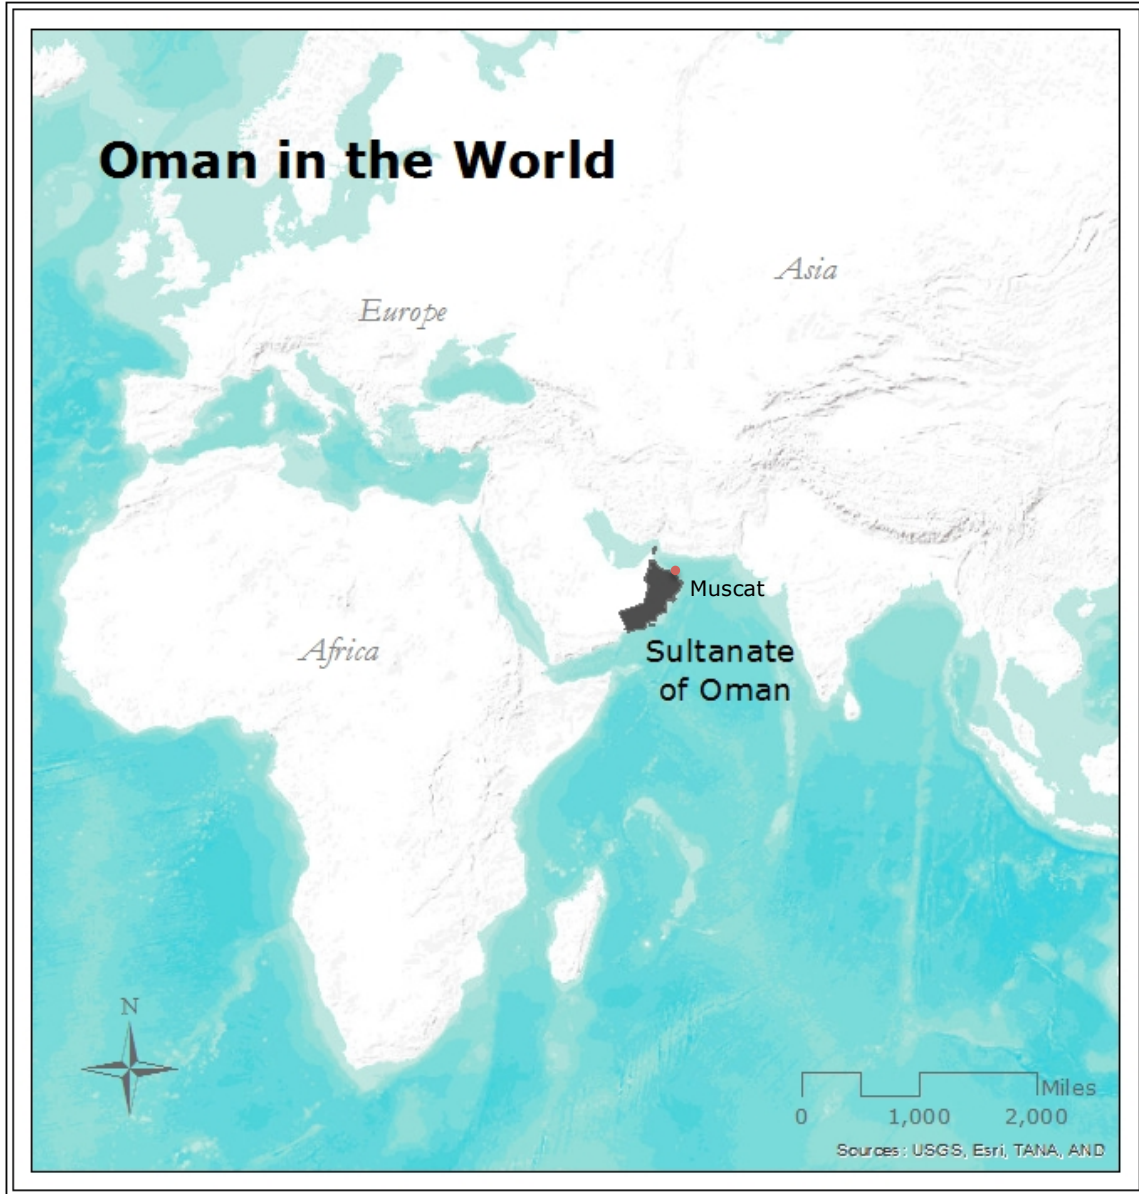 Oman in the World
Asia
Europe
Muscat
Sultanate
of Oman
Africa
N
Miles
0 1,000 2,000
Sources: USGS, Esri, TANA, AND